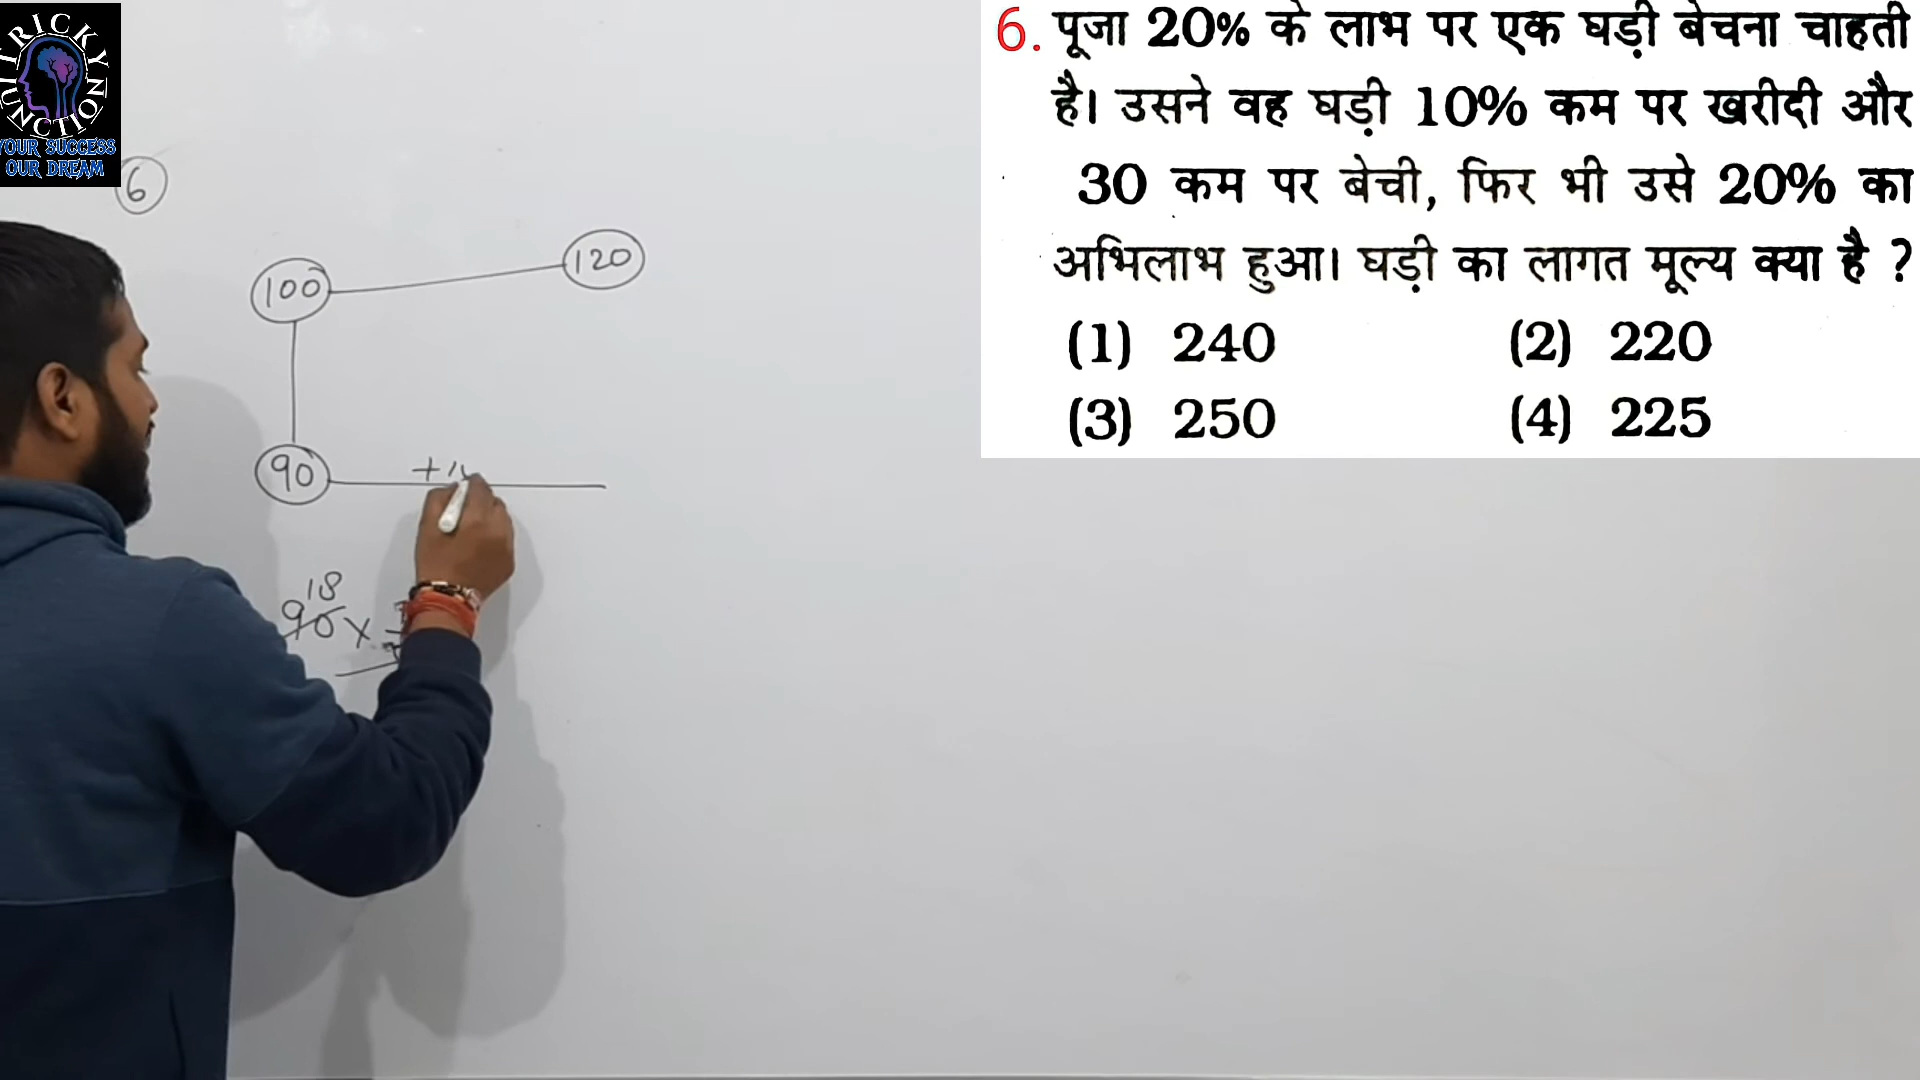 TRICKY JUNCTION
YOUR SUCCESS
OUR DREAM
6
100
120
90
+
18
90 ×
6. पूजा 20% के लाभ पर एक घड़ी बेचना चाहती
है। उसने वह घड़ी 10% कम पर खरीदी और
30 कम पर बेची, फिर भी उसे 20% का
अभिलाभ हुआ। घड़ी का लागत मूल्य क्या है ?
(1) 240 (2) 220
(3) 250 (4) 225